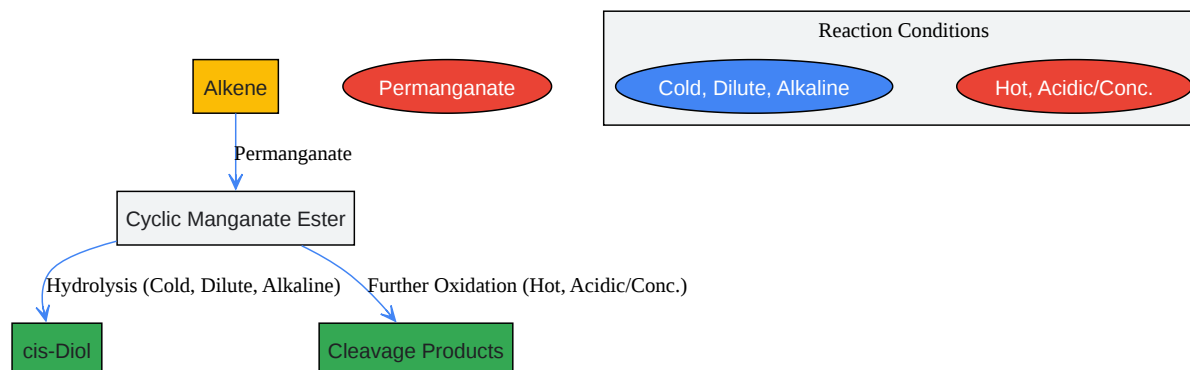 Reaction Conditions
Alkene
Permanganate
Cold, Dilute, Alkaline
Hot, Acidic/Conc.
Permanganate
Cyclic Manganate Ester
Hydrolysis (Cold, Dilute, Alkaline)
Further Oxidation (Hot, Acidic/Conc.)
cis-Diol
Cleavage Products